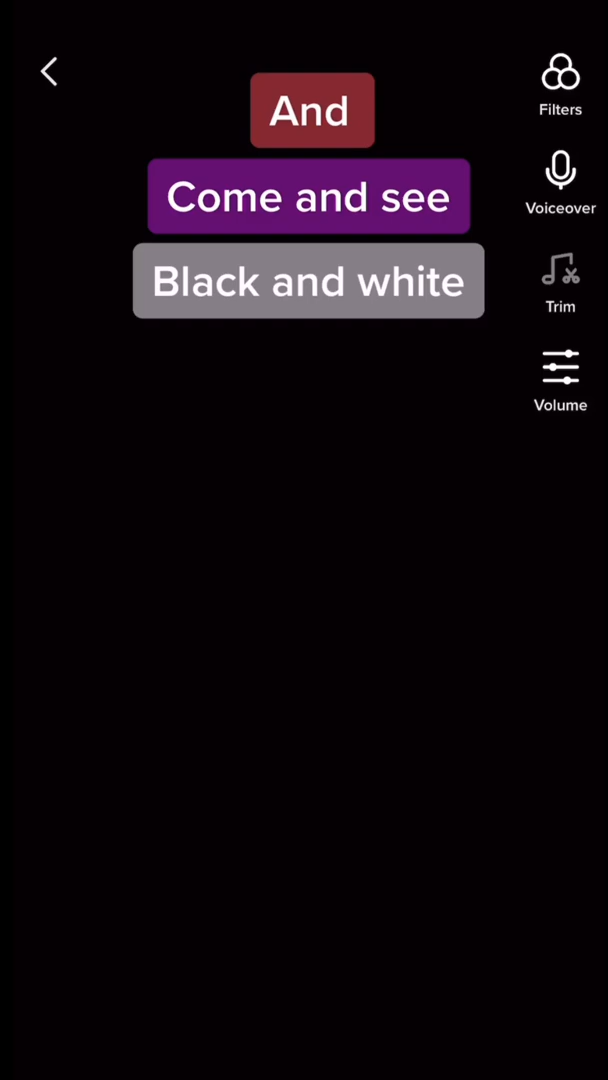 And
Come and see
Black and white
Filters
Voiceover
Trim
Volume